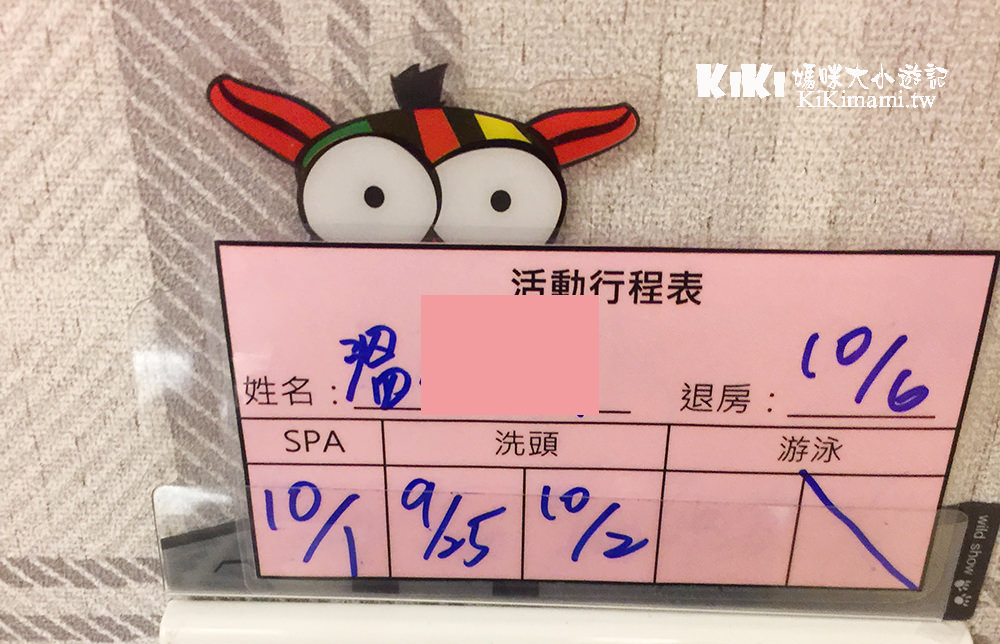 KiKi 媽咪大小遊記
KiKimami.tw
活動行程表
姓名：溫
退房：10/6
SPA 洗頭 游泳
10/1 9/25 10/2
wild show